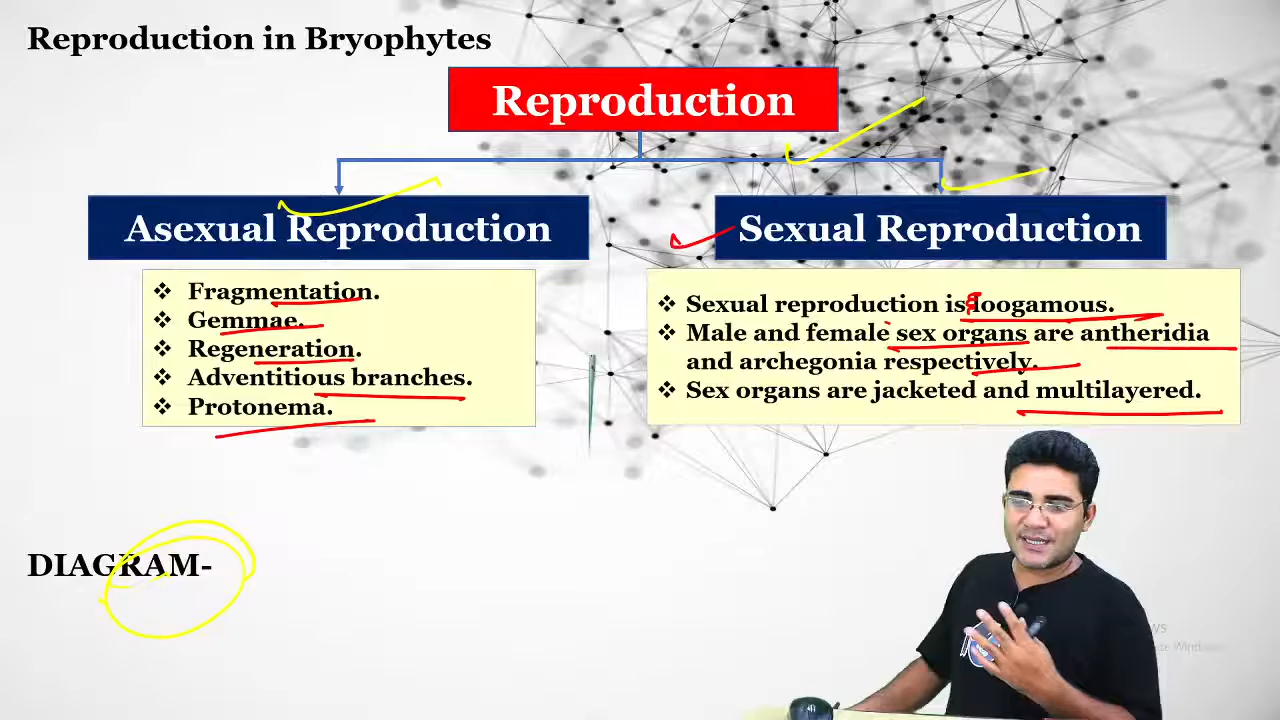 Reproduction in Bryophytes
Reproduction
Asexual Reproduction
Sexual Reproduction
❖ Fragmentation.
❖ Gemmae.
❖ Regeneration.
❖ Adventitious branches.
❖ Protonema.
❖ Sexual reproduction is oogamous.
❖ Male and female sex organs are antheridia
and archegonia respectively.
❖ Sex organs are jacketed and multilayered.
DIAGRAM-